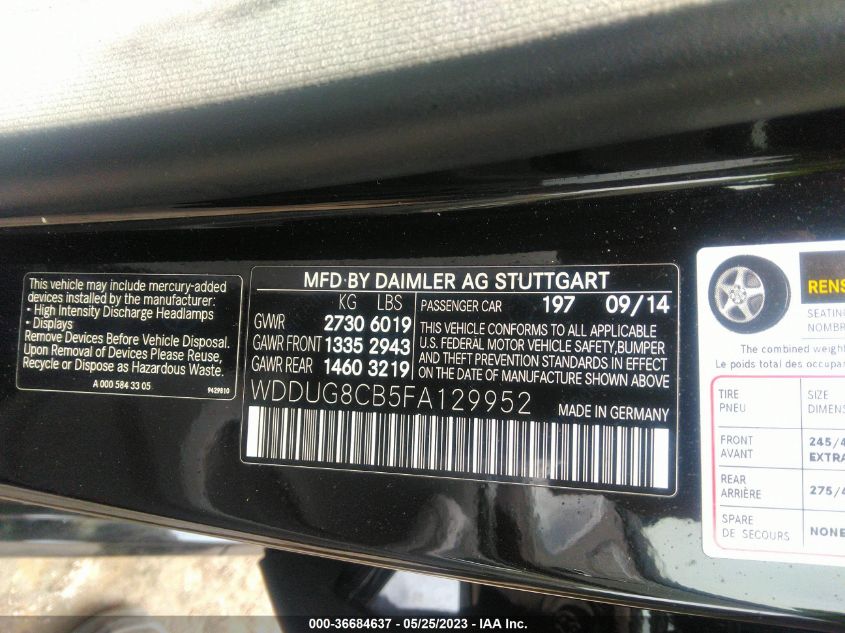 This vehicle may include mercury-added
devices installed by the manufacturer:
- High Intensity Discharge Headlamps
- Displays
Remove Devices Before Vehicle Disposal.
Upon Removal of Devices Please Reuse,
Recycle or Dispose as Hazardous Waste.
A 000 584 33 05
9429810
MFD·BY DAIMLER AG STUTTGART
KG LBS
GVWR 2730 6019
GAWR FRONT 1335 2943
GAWR REAR 1460 3219
PASSENGER CAR 197 09/14
THIS VEHICLE CONFORMS TO ALL APPLICABLE
U.S. FEDERAL MOTOR VEHICLE SAFETY,BUMPER
AND THEFT PREVENTION STANDARDS IN EFFECT
ON THE DATE OF MANUFACTURE SHOWN ABOVE
WDDUG8CB5FA129952
MADE IN GERMANY
RENS
SEATING
NOMBR
The combined weight
Le poids total des occupan
TIRE
PNEU
SIZE
DIMENS
FRONT
AVANT
245/4
EXTRA
REAR
ARRIÈRE
275/4
SPARE
DE SECOURS
NONE
000-36684637 - 05/25/2023 - IAA Inc.